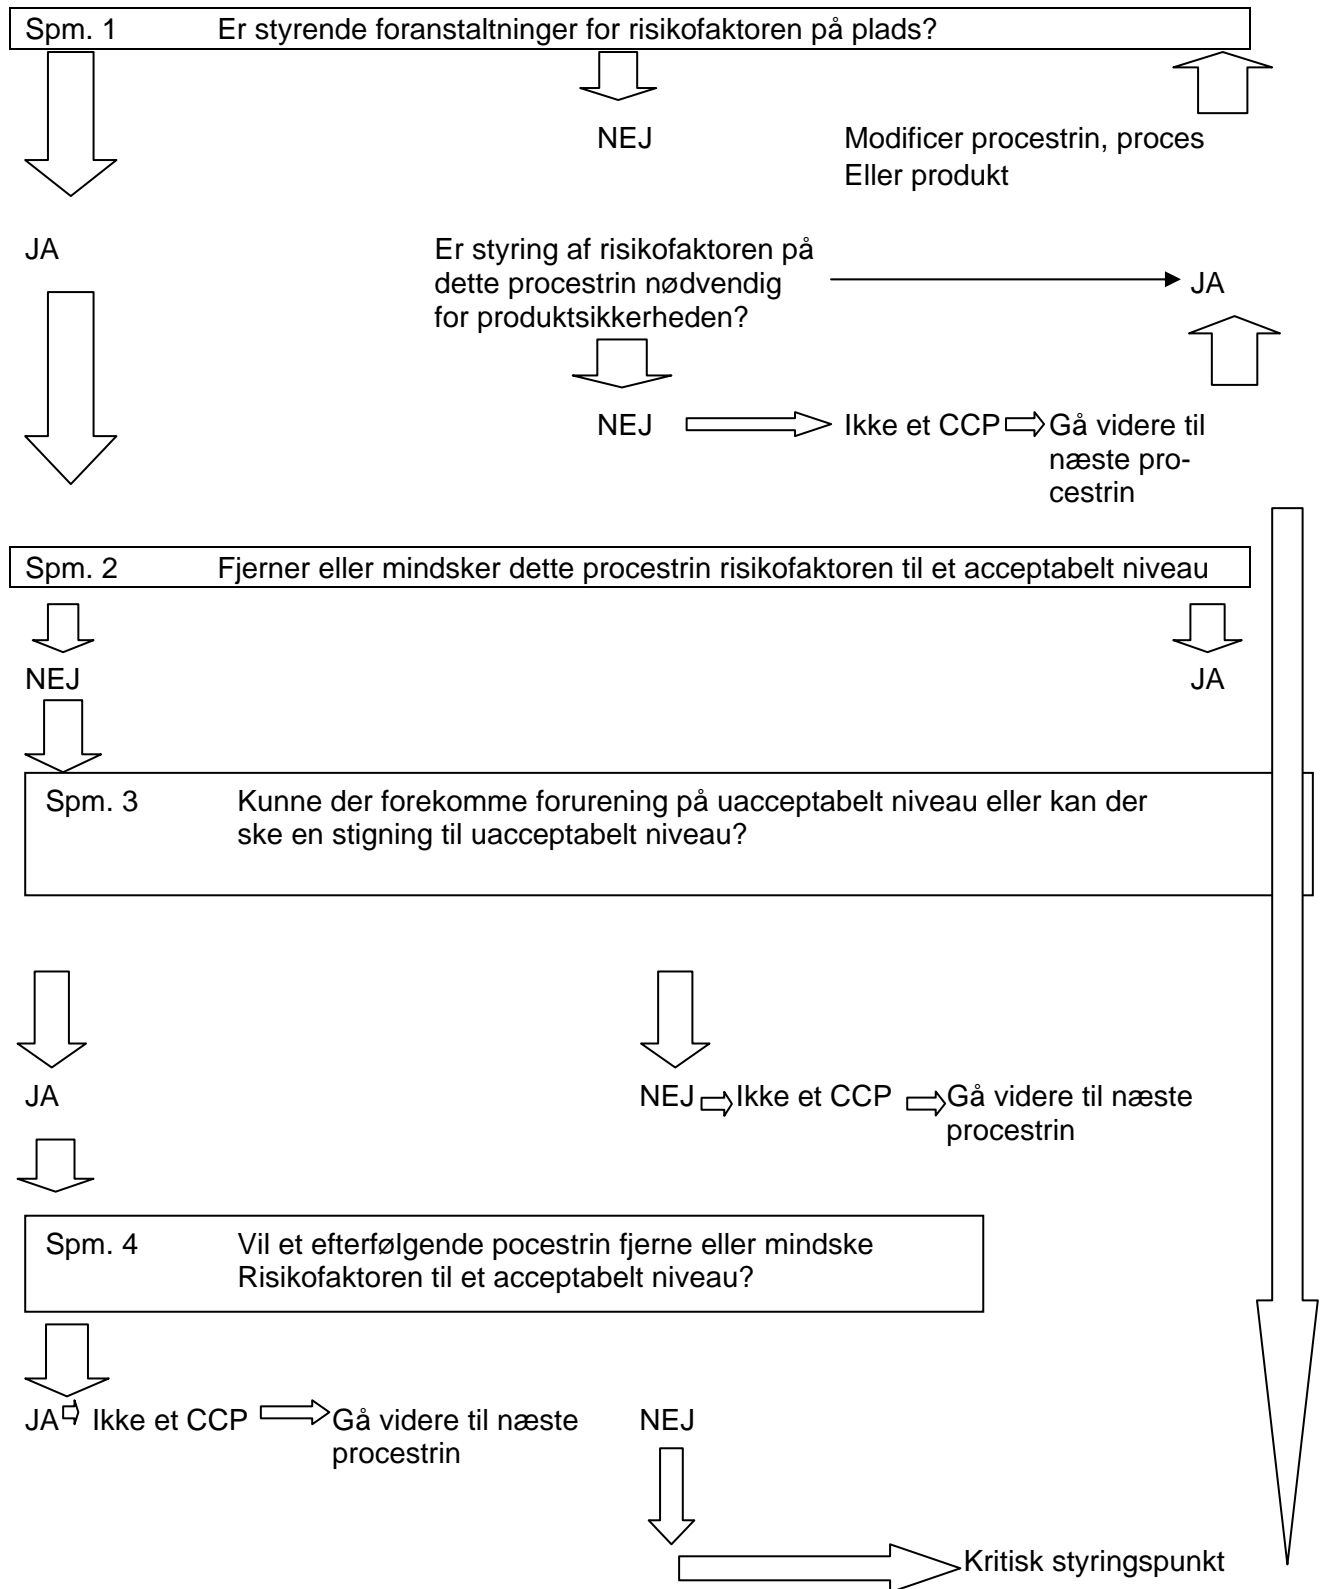 Spm. 1 Er styrende foranstaltninger for risikofaktoren på plads?
NEJ
Modificer procestrin, proces
Eller produkt
JA
Er styring af risikofaktoren på
dette procestrin nødvendig
for produktsikkerheden?
JA
NEJ
Ikke et CCP
Gå videre til
næste pro-
cestrin
Spm. 2 Fjerner eller mindsker dette procestrin risikofaktoren til et acceptabelt niveau
NEJ
JA
Spm. 3 Kunne der forekomme forurening på uacceptabelt niveau eller kan der
ske en stigning til uacceptabelt niveau?
JA
NEJ
Ikke et CCP
Gå videre til næste
procestrin
Spm. 4 Vil et efterfølgende pocestrin fjerne eller mindske
Risikofaktoren til et acceptabelt niveau?
JA
Ikke et CCP
Gå videre til næste
procestrin
NEJ
Kritisk styringspunkt